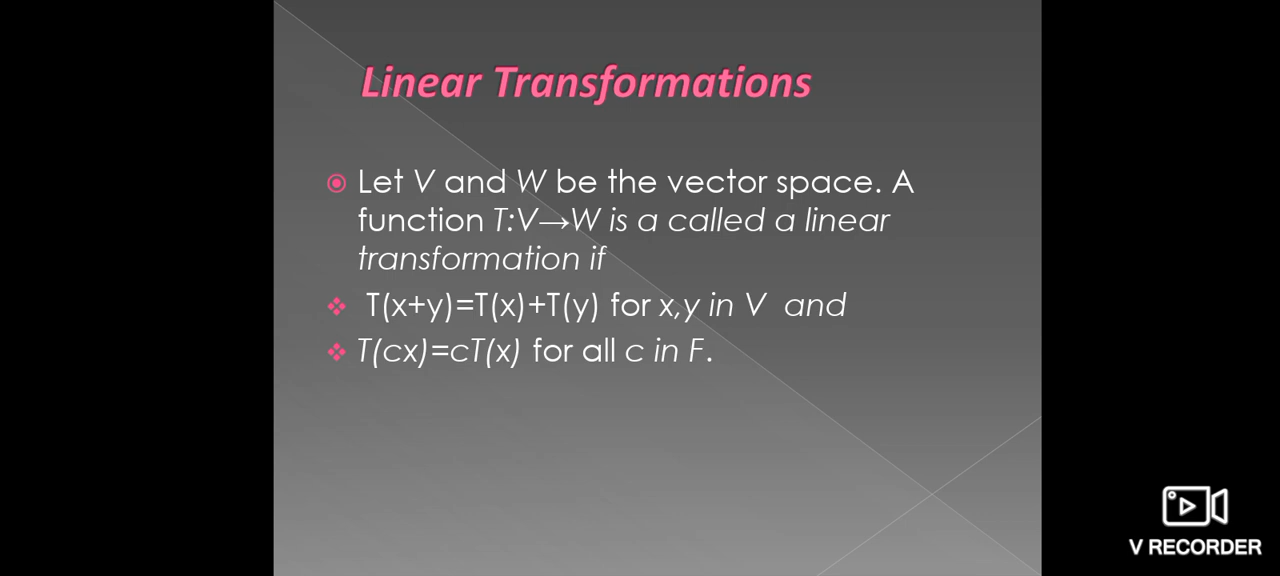 Linear Transformations
Let V and W be the vector space. A
function T:V→W is a called a linear
transformation if
T(x+y)=T(x)+T(y) for x,y in V and
T(cx)=cT(x) for all c in F.
V RECORDER